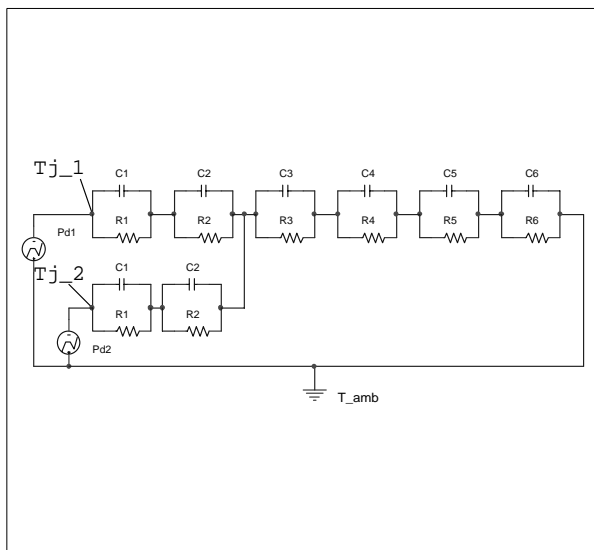 C1 C2 C3 C4 C5 C6
Tj_1
R1 R2 R3 R4 R5 R6
Pd1
Tj_2
C1 C2
R1 R2
Pd2
T_amb